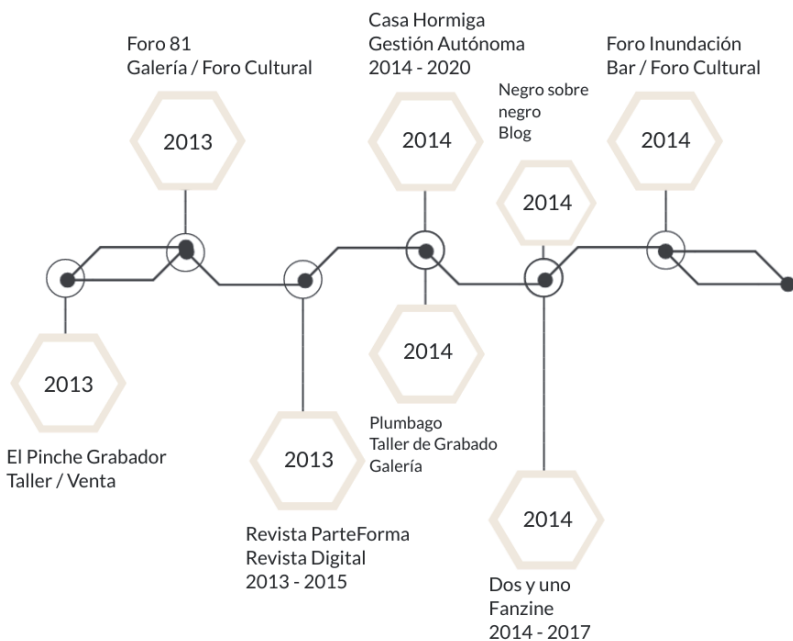 Foro 81
Galería / Foro Cultural
2013
Casa Hormiga
Gestión Autónoma
2014 - 2020
2014
Negro sobre
negro
Blog
2014
Foro Inundación
Bar / Foro Cultural
2014
2013
El Pinche Grabador
Taller / Venta
2013
Revista ParteForma
Revista Digital
2013 - 2015
2014
Plumbago
Taller de Grabado
Galería
2014
Dos y uno
Fanzine
2014 - 2017